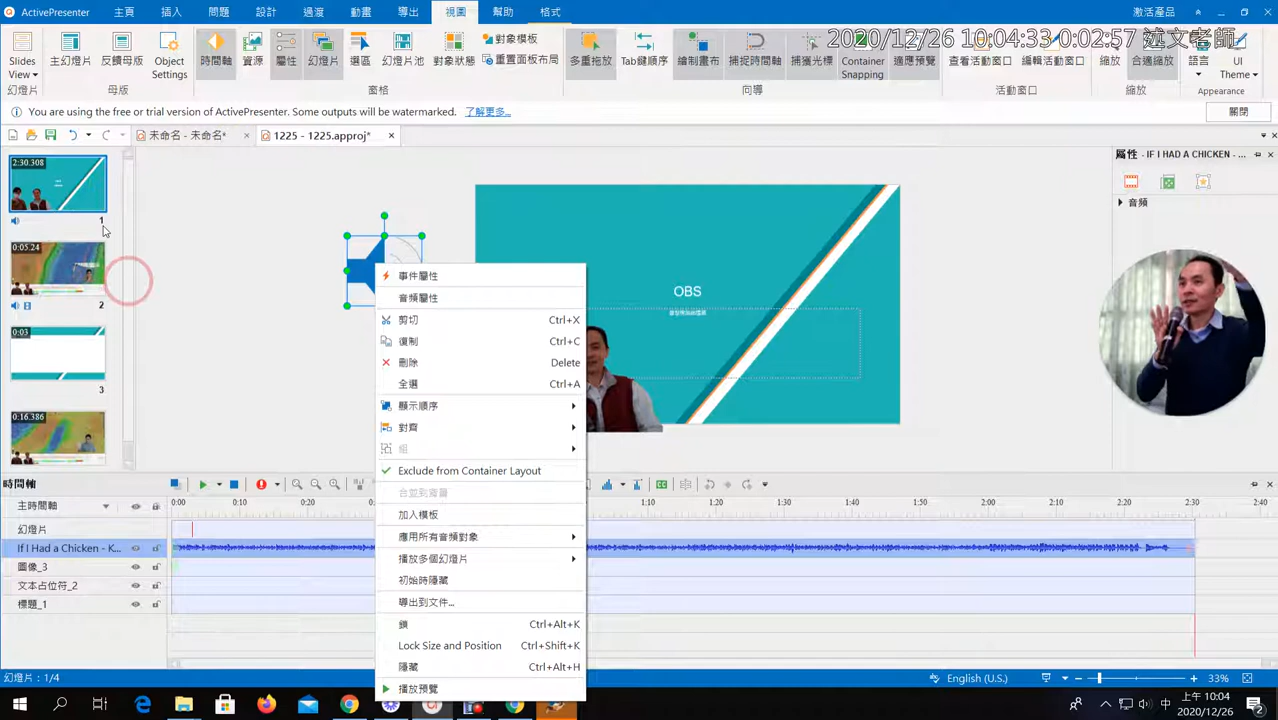 ActivePresenter
主頁
插入
問題
設計
過渡
動畫
導出
視圖
幫助
格式
激活產品
2020/12/26 10:04:33 0:02:57 述文老師
Slides View
主幻燈片
反饋母版
Object Settings
時間軸
資源
屬性
幻燈片
選區
幻燈片池
對象狀態
對象模板
重置面板布局
多重拖放
Tab鍵順序
繪制畫布
捕捉時間軸
捕獲光標
Container Snapping
適應預覽
查看活動窗口
編輯活動窗口
縮放
合適縮放
語言
UI Theme
幻燈片
母版
窗格
向導
活動窗口
縮放
Appearance
You are using the free or trial version of ActivePresenter. Some outputs will be watermarked.
了解更多...
關閉
未命名 - 未命名*
1225 - 1225.approj*
2:30.308
1
0:05.24
2
0:03
3
0:16.386
屬性 - IF I HAD A CHICKEN - ...
音頻
OBS
事件屬性
音頻屬性
剪切 Ctrl+X
復制 Ctrl+C
刪除 Delete
全選 Ctrl+A
顯示順序
對齊
組
Exclude from Container Layout
合並到背景
加入模板
應用所有音頻對象
播放多個幻燈片
初始時隱藏
導出到文件...
鎖 Ctrl+Alt+K
Lock Size and Position Ctrl+Shift+K
隱藏 Ctrl+Alt+H
播放預覽
時間軸
主時間軸
0:00
0:10
0:20
1:10
1:20
1:30
1:40
1:50
2:00
2:10
2:20
2:30
幻燈片
If I Had a Chicken - K...
圖像_3
文本占位符_2
標題_1
幻燈片: 1/4
English (U.S.)
33%
中
上午 10:04
2020/12/26
2